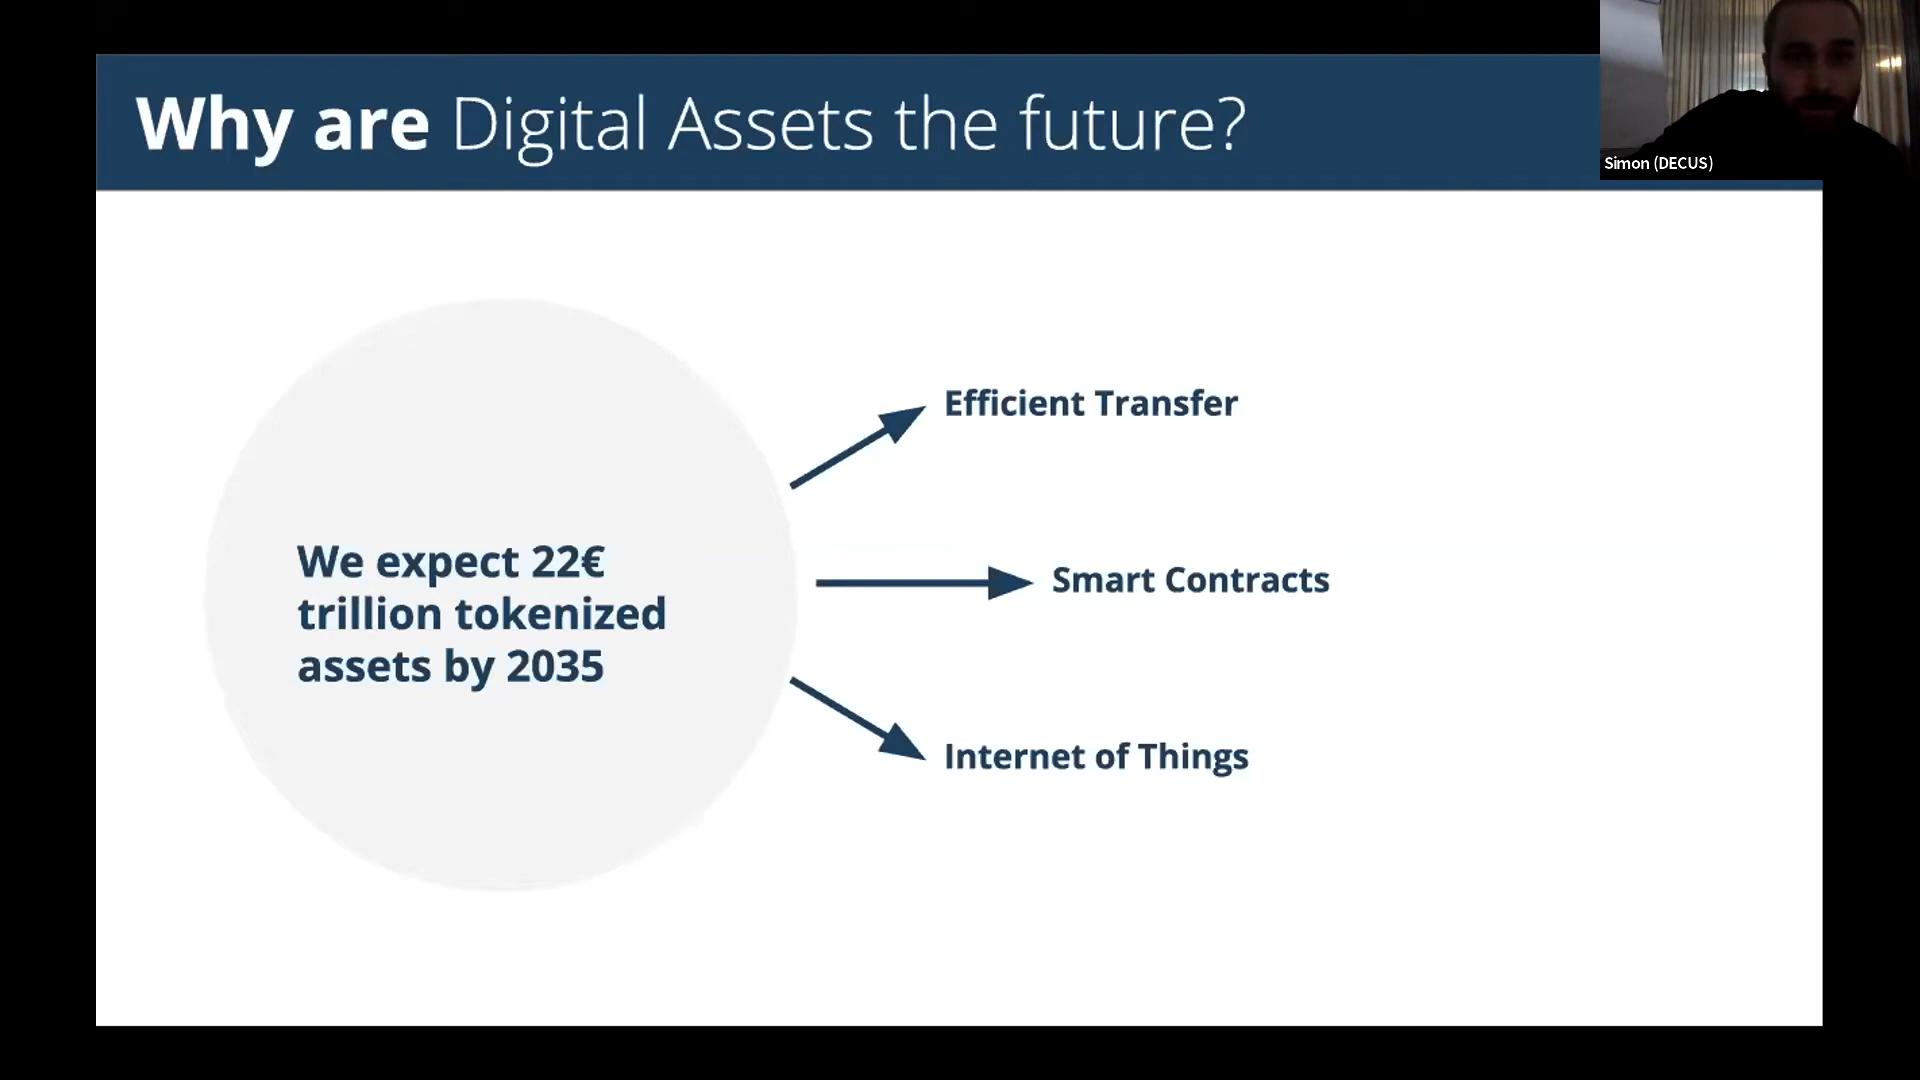 Why are Digital Assets the future?
Simon (DECUS)
Efficient Transfer
We expect 22€
trillion tokenized
assets by 2035
Smart Contracts
Internet of Things